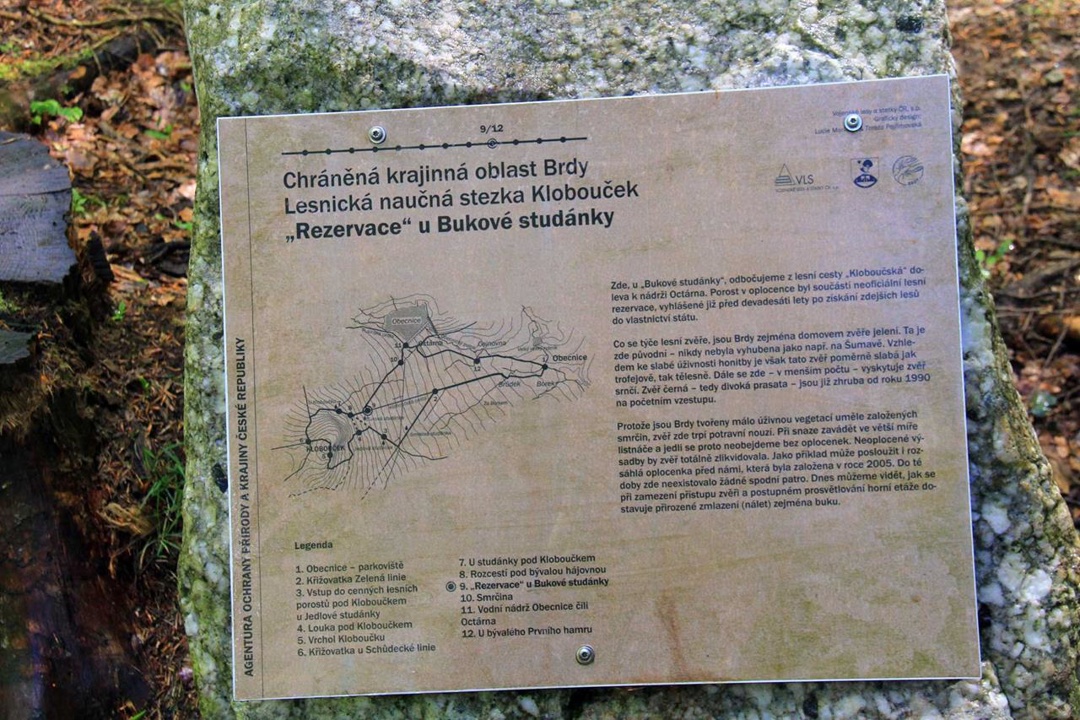 9/12
Chráněná krajinná oblast Brdy
Lesnická naučná stezka Klobouček
„Rezervace“ u Bukové studánky
VLS
Zde, u „Bukové studánky“, odbočujeme z lesní cesty „Kloboučská“ do-
leva k nádrži Octárna. Porost v oplocence byl součástí neoficiální lesní
rezervace, vyhlášené již před devadesáti lety po získání zdejších lesů
do vlastnictví státu.
Co se týče lesní zvěře, jsou Brdy zejména domovem zvěře jelení. Ta je
zde původní – nikdy nebyla vyhubena jako např. na Šumavě. Vzhle-
dem ke slabé úživnosti honitby je však tato zvěř poměrně slabá jak
trofejově, tak tělesně. Dále se zde – v menším počtu – vyskytuje zvěř
srnčí. Zvěř černá – tedy divoká prasata – jsou již zhruba od roku 1990
na početním vzestupu.
Protože jsou Brdy tvořeny málo úživnou vegetací uměle založených
smrčin, zvěř zde trpí potravní nouzí. Při snaze zavádět ve větší míře
listnáče a jedli se proto neobejdeme bez oplocenek. Neoplocené vý-
sadby by zvěř totálně zlikvidovala. Jako příklad může posloužit i roz-
sáhlá oplocenka před námi, která byla založena v roce 2005. Do té
doby zde neexistovalo žádné spodní patro. Dnes můžeme vidět, jak se
při zamezení přístupu zvěři a postupném prosvětlování horní etáže do-
stavuje přirozené zmlazení (nálet) zejména buku.
Obecnice
Octárna
11
10
12
1
Obecnice
Brodek
Borek
2
KLOBOUČEK
AGENTURA OCHRANY PŘÍRODY A KRAJINY ČESKÉ REPUBLIKY
Legenda
1. Obecnice – parkoviště
2. Křižovatka Zelená linie
3. Vstup do cenných lesních
porostů pod Kloboučkem
u Jedlové studánky
4. Louka pod Kloboučkem
5. Vrchol Kloboučku
6. Křižovatka u Schůdecké linie
7. U studánky pod Kloboučkem
8. Rozcestí pod bývalou hájovnou
9. „Rezervace“ u Bukové studánky
10. Smrčina
11. Vodní nádrž Obecnice čili
Octárna
12. U bývalého Prvního hamru